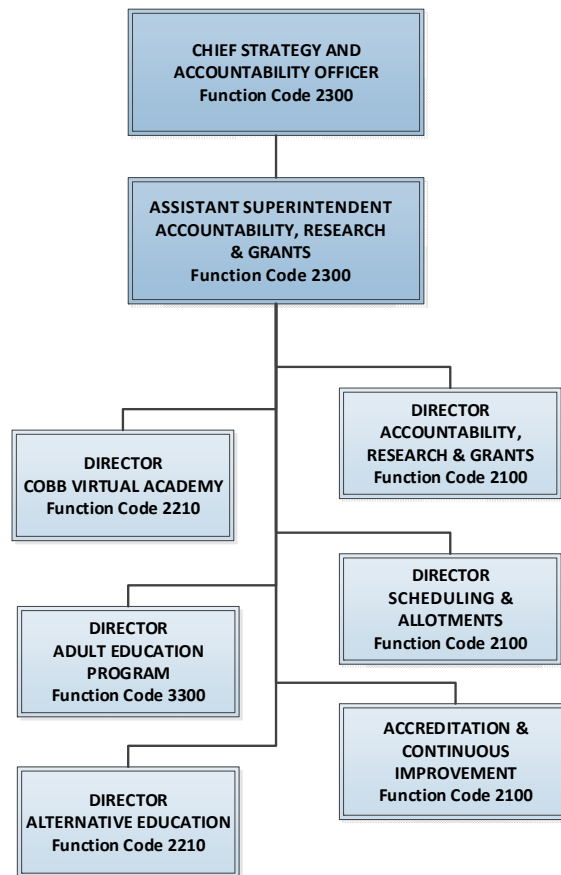 CHIEF STRATEGY AND
ACCOUNTABILITY OFFICER
Function Code 2300
ASSISTANT SUPERINTENDENT
ACCOUNTABILITY, RESEARCH
& GRANTS
Function Code 2300
DIRECTOR
ACCOUNTABILITY,
RESEARCH & GRANTS
Function Code 2100
DIRECTOR
COBB VIRTUAL ACADEMY
Function Code 2210
DIRECTOR
SCHEDULING &
ALLOTMENTS
Function Code 2100
DIRECTOR
ADULT EDUCATION
PROGRAM
Function Code 3300
ACCREDITATION &
CONTINUOUS
IMPROVEMENT
Function Code 2100
DIRECTOR
ALTERNATIVE EDUCATION
Function Code 2210